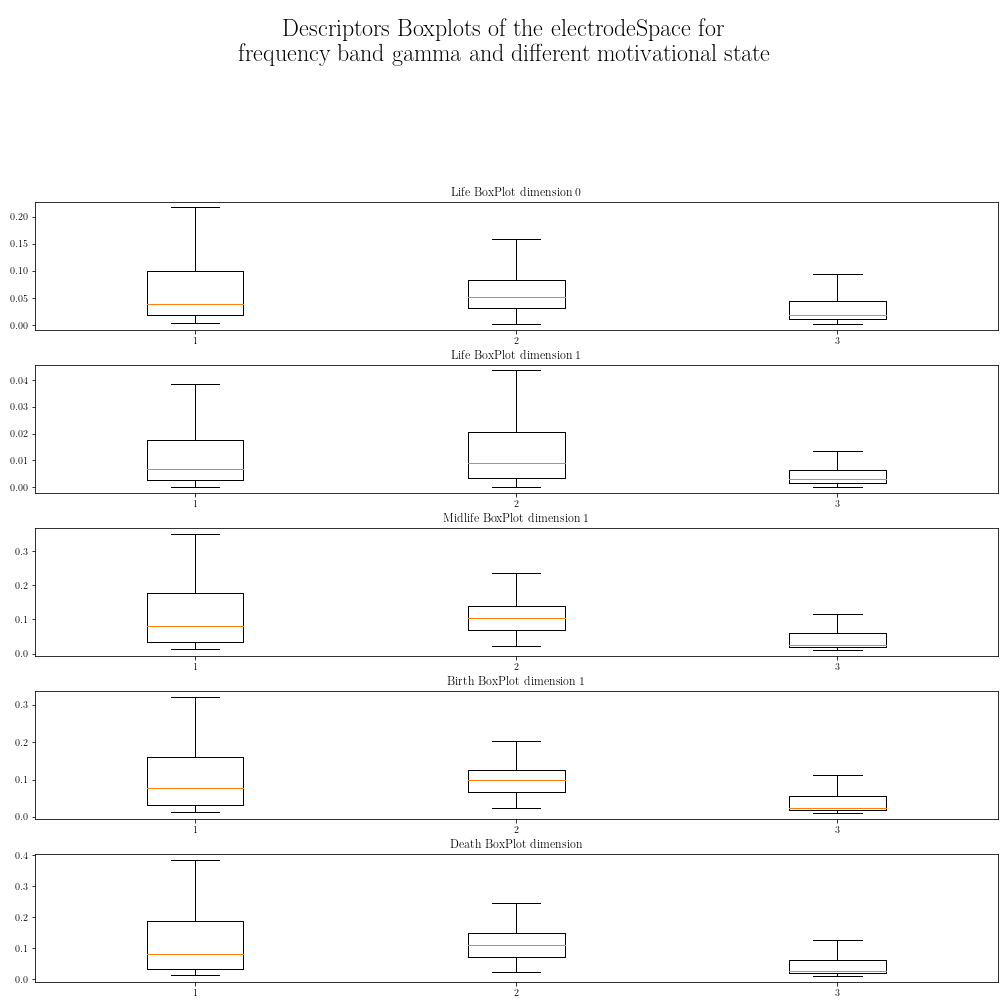 Descriptors Boxplots of the electrodeSpace for
frequency band gamma and different motivational state
Life BoxPlot dimension 0
0.20
0.15
0.10
0.05
0.00
1 2 3
Life BoxPlot dimension 1
0.04
0.03
0.02
0.01
0.00
1 2 3
Midlife BoxPlot dimension 1
0.3
0.2
0.1
0.0
1 2 3
Birth BoxPlot dimension 1
0.3
0.2
0.1
0.0
1 2 3
Death BoxPlot dimension
0.4
0.3
0.2
0.1
0.0
1 2 3